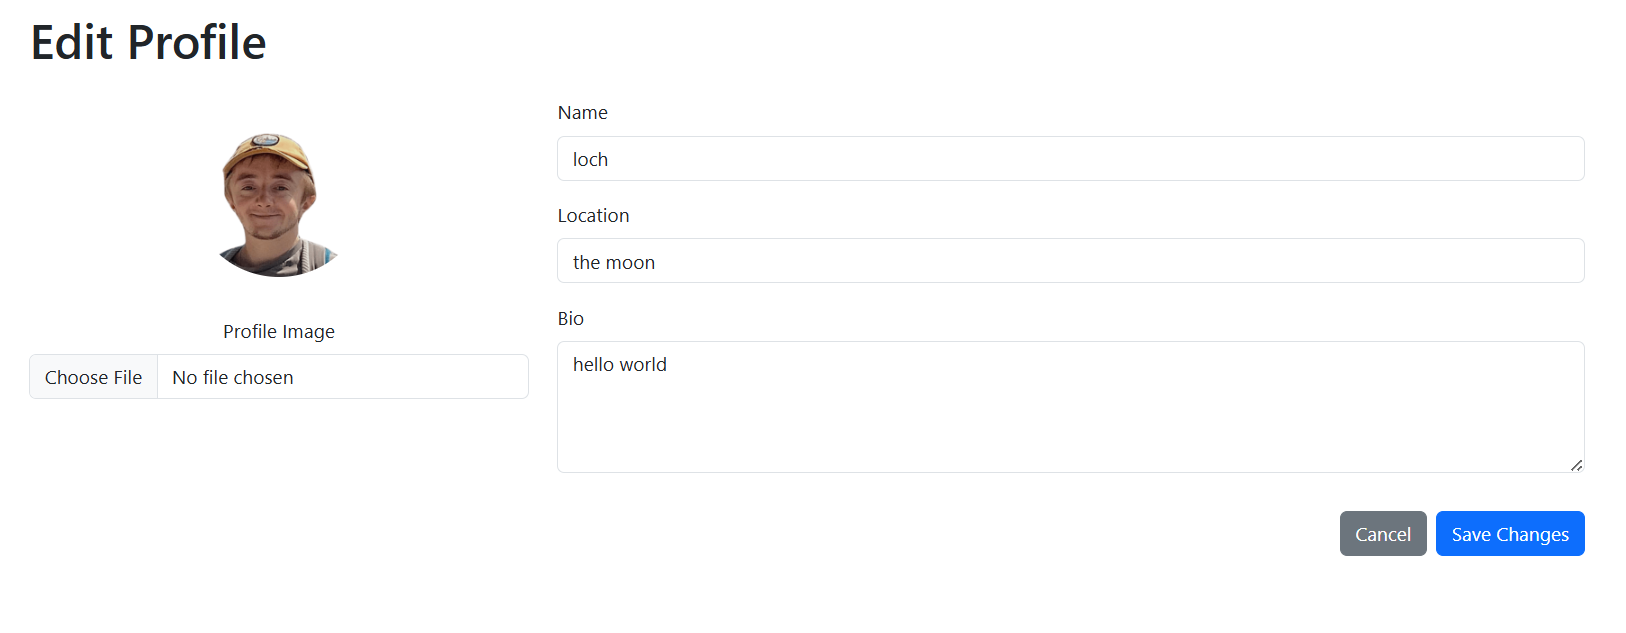 Edit Profile
Profile Image
Choose File No file chosen
Name
loch
Location
the moon
Bio
hello world
Cancel Save Changes